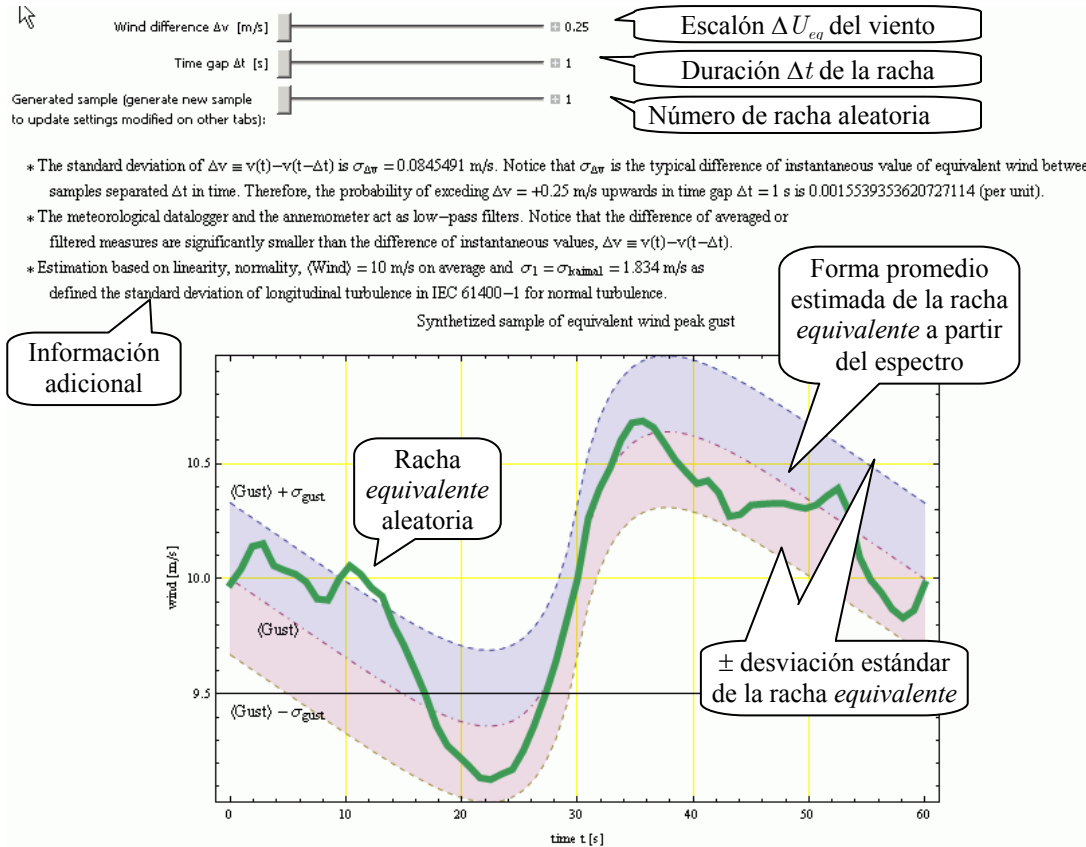 Wind difference Δv [m/s]
0.25
Escalón ΔU_eq del viento
Time gap Δt [s]
1
Duración Δt de la racha
Generated sample (generate new sample
to update settings modified on other tabs):
1
Número de racha aleatoria
* The standard deviation of Δv ≡ v(t)−v(t−Δt) is σ_Δv = 0.0845491 m/s. Notice that σ_Δv is the typical difference of instantaneous value of equivalent wind betwee
samples separated Δt in time. Therefore, the probability of exceding Δv = +0.25 m/s upwards in time gap Δt = 1 s is 0.0015539353620727114 (per unit).
* The meteorological datalogger and the annemometer act as low−pass filters. Notice that the difference of averaged or
filtered measures are significantly smaller than the difference of instantaneous values, Δv ≡ v(t)−v(t−Δt).
* Estimation based on linearity, normality, ⟨Wind⟩ = 10 m/s on average and σ_1 = σ_kaimal = 1.834 m/s as
defined the standard deviation of longitudinal turbulence in IEC 61400−1 for normal turbulence.
Información
adicional
Forma promedio
estimada de la racha
equivalente a partir
del espectro
Synthetized sample of equivalent wind peak gust
Racha
equivalente
aleatoria
⟨Gust⟩ + σ_gust
⟨Gust⟩
⟨Gust⟩ − σ_gust
± desviación estándar
de la racha equivalente
wind [m/s]
10.5
10.0
9.5
0 10 20 30 40 50 60
time t [s]